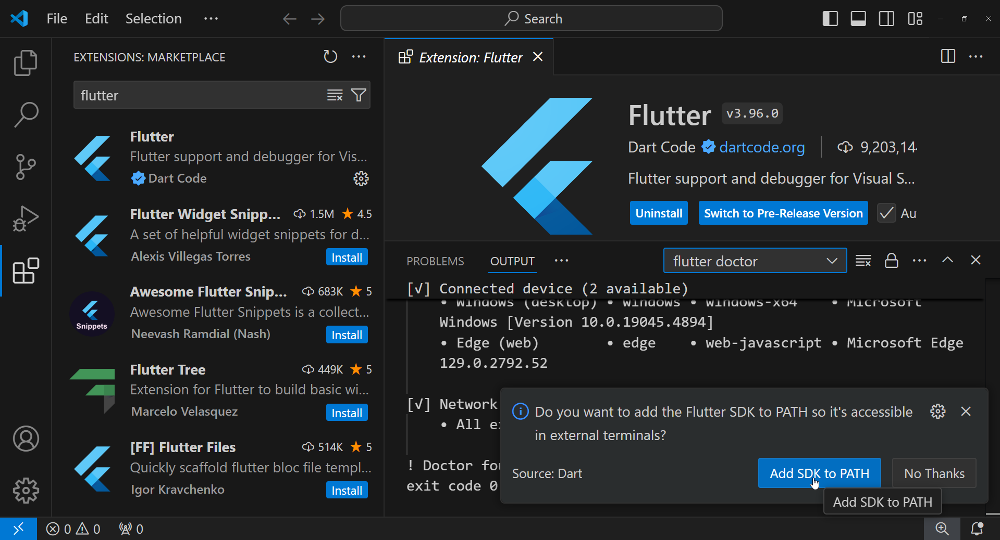 File Edit Selection ···
Search
EXTENSIONS: MARKETPLACE
flutter
Flutter
Flutter support and debugger for Vis...
Dart Code
Flutter Widget Snipp... 1.5M ★ 4.5
A set of helpful widget snippets for d...
Alexis Villegas Torres Install
Awesome Flutter Snip... 683K ★ 5
Snippets
Awesome Flutter Snippets is a collect...
Neevash Ramdial (Nash) Install
Flutter Tree 449K ★ 5
Extension for Flutter to build basic wi...
Marcelo Velasquez Install
[FF] Flutter Files 514K ★ 5
Quickly scaffold flutter bloc file templ...
Igor Kravchenko Install
Extension: Flutter
Flutter v3.96.0
Dart Code dartcode.org 9,203,14
Flutter support and debugger for Visual S...
Uninstall Switch to Pre-Release Version Au
PROBLEMS OUTPUT ··· flutter doctor
[√] Connected device (2 available)
• Windows (desktop) • windows • windows-x64 • Microsoft
Windows [Version 10.0.19045.4894]
• Edge (web) • edge • web-javascript • Microsoft Edge
129.0.2792.52
[√] Network
• All ex
! Doctor fou
exit code 0
Do you want to add the Flutter SDK to PATH so it's accessible
in external terminals?
Source: Dart Add SDK to PATH No Thanks
Add SDK to PATH
0 0 0